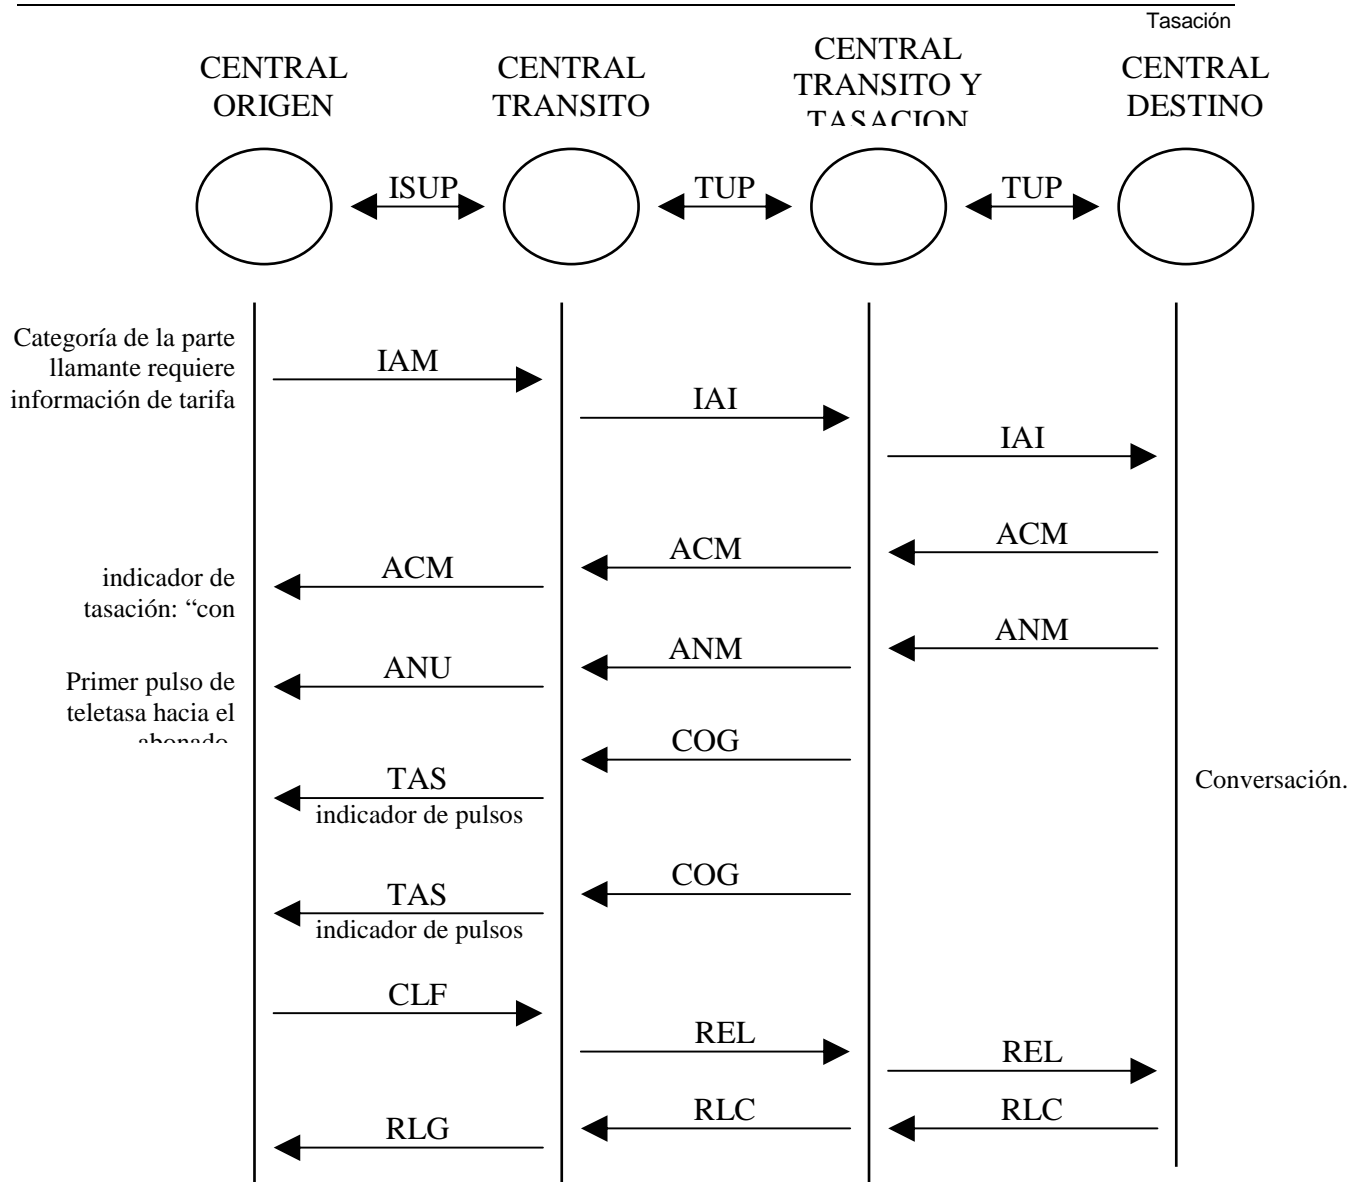 Tasación
CENTRAL
ORIGEN
CENTRAL
TRANSITO
CENTRAL
TRANSITO Y
TASACION
CENTRAL
DESTINO
ISUP
TUP
TUP
Categoría de la parte
llamante requiere
información de tarifa
IAM
IAI
IAI
ACM
ACM
ACM
indicador de
tasación: “con
ANM
ANM
ANU
Primer pulso de
teletasa hacia el
abonado.
COG
TAS
indicador de pulsos
Conversación.
COG
TAS
indicador de pulsos
CLF
REL
REL
RLC
RLC
RLG